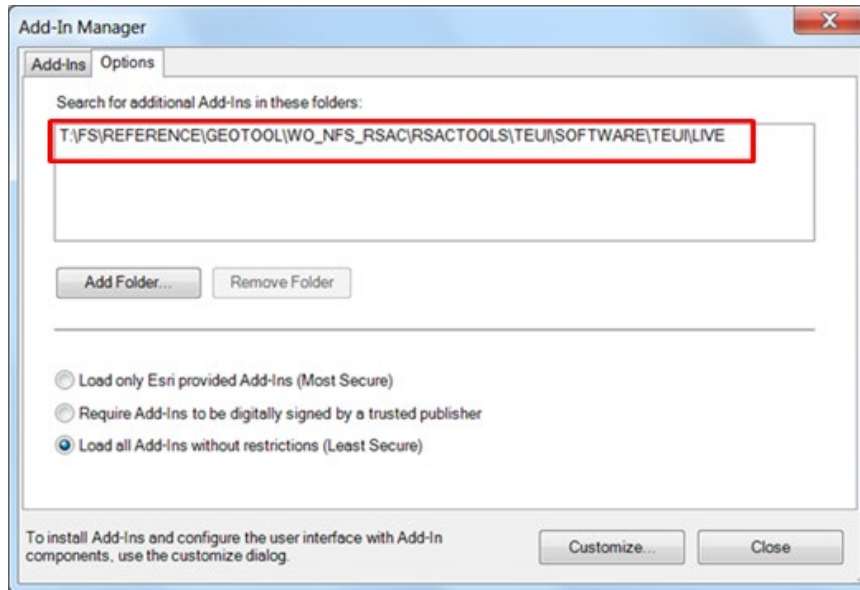 Add-In Manager
Add-Ins
Options
Search for additional Add-Ins in these folders:
T:\FS\REFERENCE\GEOTOOL\WO_NFS_RSAC\RSACTOOLS\TEUI\SOFTWARE\TEUI\LIVE
Add Folder...
Remove Folder
Load only Esri provided Add-Ins (Most Secure)
Require Add-Ins to be digitally signed by a trusted publisher
Load all Add-Ins without restrictions (Least Secure)
To install Add-Ins and configure the user interface with Add-In
components, use the customize dialog.
Customize...
Close